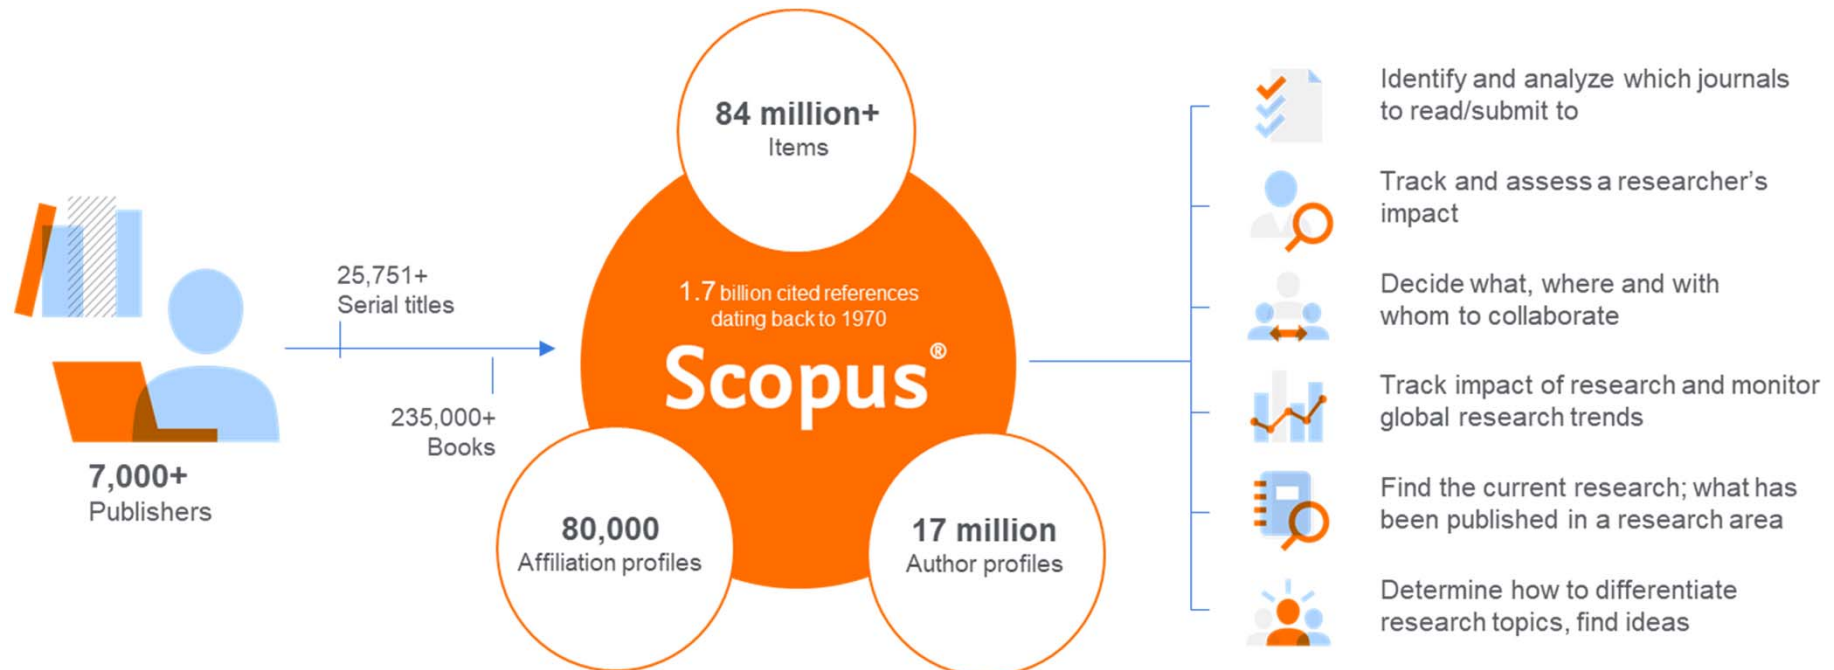 7,000+
Publishers
25,751+
Serial titles
235,000+
Books
84 million+
Items
1.7 billion cited references
dating back to 1970
Scopus®
80,000
Affiliation profiles
17 million
Author profiles
Identify and analyze which journals
to read/submit to
Track and assess a researcher’s
impact
Decide what, where and with
whom to collaborate
Track impact of research and monitor
global research trends
Find the current research; what has
been published in a research area
Determine how to differentiate
research topics, find ideas